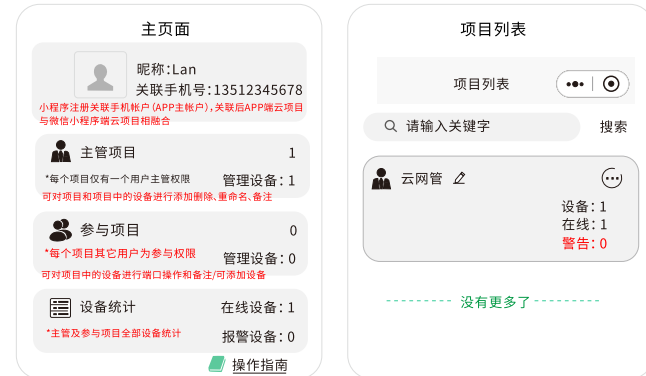 主页面
昵称:Lan
关联手机号:13512345678
小程序注册关联手机帐户(APP主帐户),关联后APP端云项目
与微信小程序端云项目相融合
主管项目 1
*每个项目仅有一个用户主管权限 管理设备:1
可对项目和项目中的设备进行添加删除、重命名、备注
参与项目 0
*每个项目其它用户为参与权限 管理设备:0
可对项目中的设备进行端口操作和备注/可添加设备
设备统计 在线设备:1
*主管及参与项目全部设备统计 报警设备:0
操作指南
项目列表
项目列表
请输入关键字 搜索
云网管
设备:1
在线:1
警告:0
没有更多了